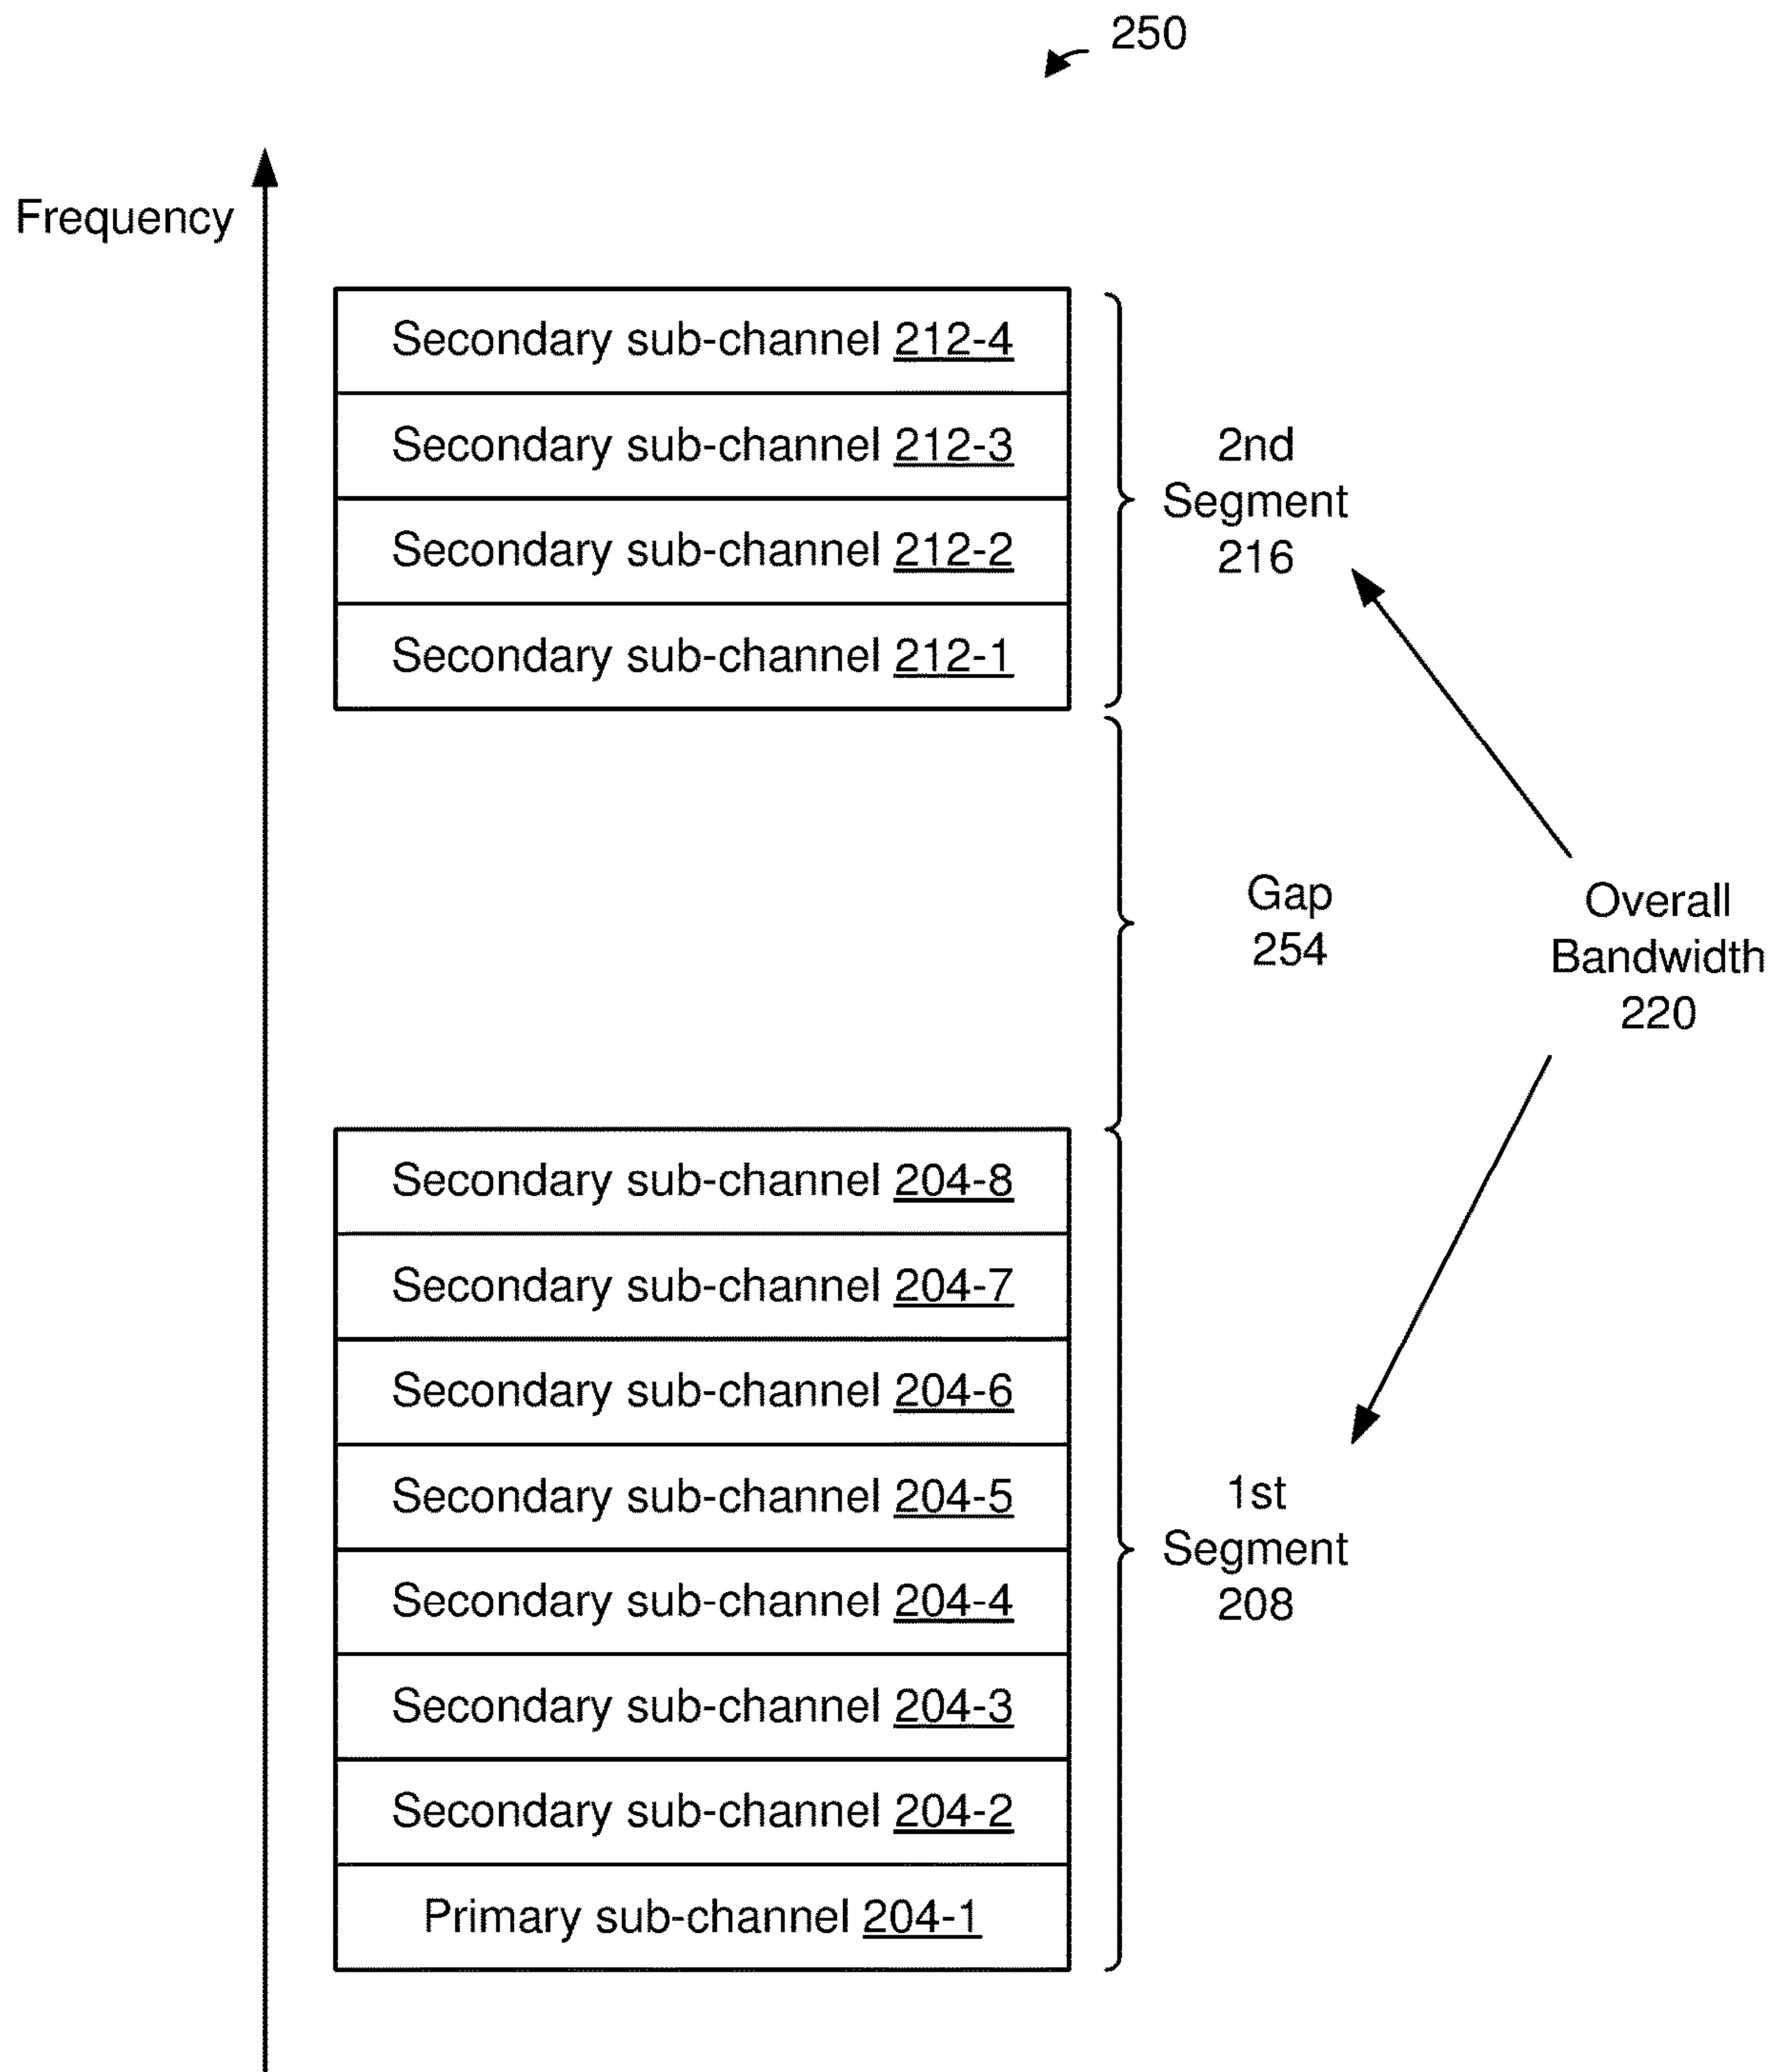 250
Frequency
Secondary sub-channel 212-4
Secondary sub-channel 212-3
Secondary sub-channel 212-2
Secondary sub-channel 212-1
2nd
Segment
216
Gap
254
Overall
Bandwidth
220
Secondary sub-channel 204-8
Secondary sub-channel 204-7
Secondary sub-channel 204-6
Secondary sub-channel 204-5
Secondary sub-channel 204-4
Secondary sub-channel 204-3
Secondary sub-channel 204-2
Primary sub-channel 204-1
1st
Segment
208